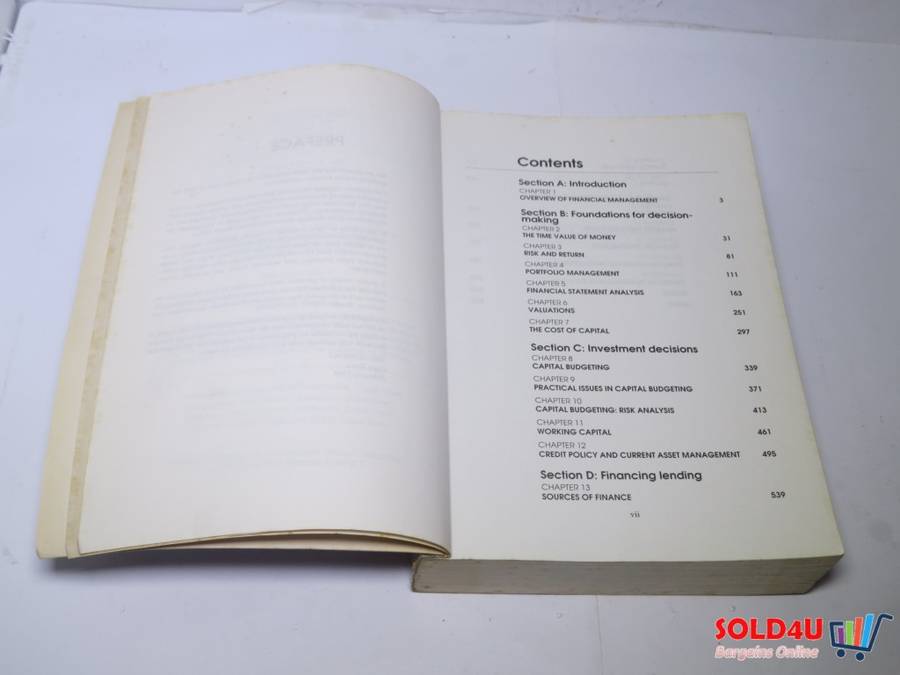 Contents
Section A: Introduction
CHAPTER 1
OVERVIEW OF FINANCIAL MANAGEMENT 3
Section B: Foundations for decision-
making
CHAPTER 2
THE TIME VALUE OF MONEY 31
CHAPTER 3
RISK AND RETURN 81
CHAPTER 4
PORTFOLIO MANAGEMENT 111
CHAPTER 5
FINANCIAL STATEMENT ANALYSIS 163
CHAPTER 6
VALUATIONS 251
CHAPTER 7
THE COST OF CAPITAL 297
Section C: Investment decisions
CHAPTER 8
CAPITAL BUDGETING 339
CHAPTER 9
PRACTICAL ISSUES IN CAPITAL BUDGETING 371
CHAPTER 10
CAPITAL BUDGETING: RISK ANALYSIS 413
CHAPTER 11
WORKING CAPITAL 461
CHAPTER 12
CREDIT POLICY AND CURRENT ASSET MANAGEMENT 495
Section D: Financing lending
CHAPTER 13
SOURCES OF FINANCE 539
vii
SOLD4U
Bargains Online